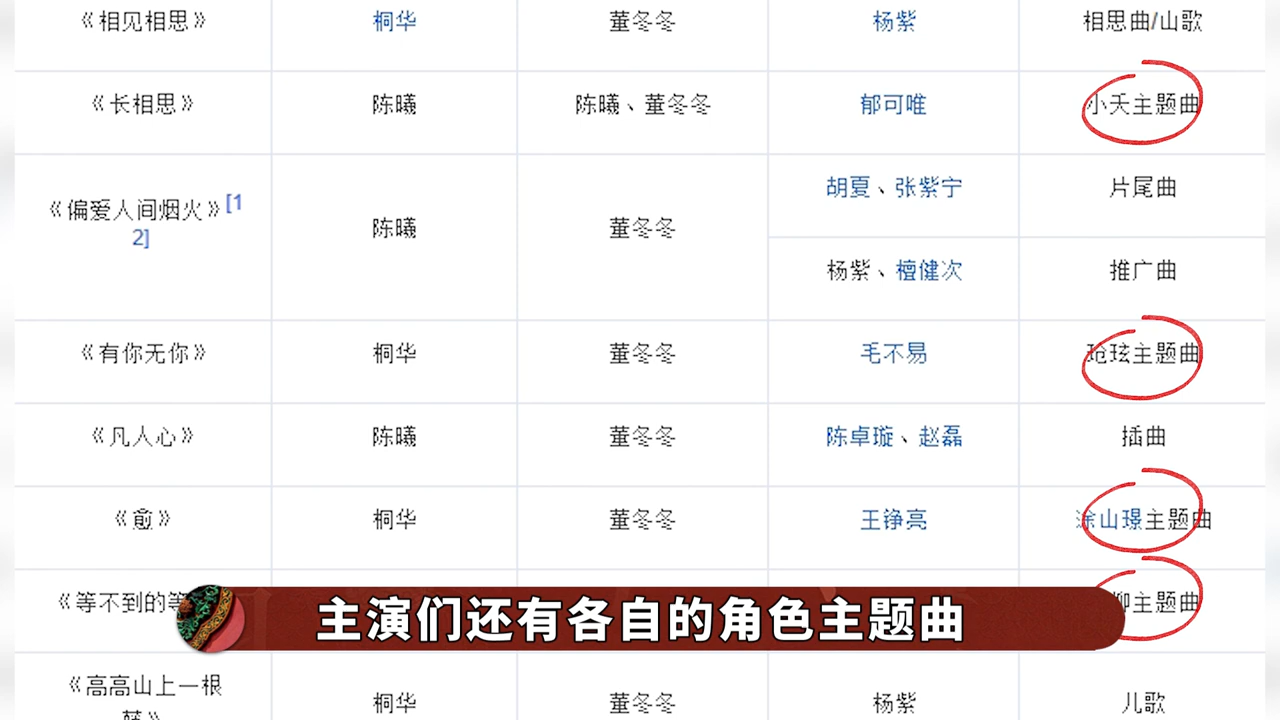 《相见相思》 桐华 董冬冬 杨紫 相思曲/山歌
《长相思》 陈曦 陈曦、董冬冬 郁可唯 小夭主题曲
胡夏、张紫宁 片尾曲
《偏爱人间烟火》[1
2]
陈曦 董冬冬
杨紫、檀健次 推广曲
《有你无你》 桐华 董冬冬 毛不易 玱玹主题曲
《凡人心》 陈曦 董冬冬 陈卓璇、赵磊 插曲
《愈》 桐华 董冬冬 王铮亮 涂山璟主题曲
《等不到的等 柳主题曲
主演们还有各自的角色主题曲
《高高山上一根 桐华 董冬冬 杨紫 儿歌